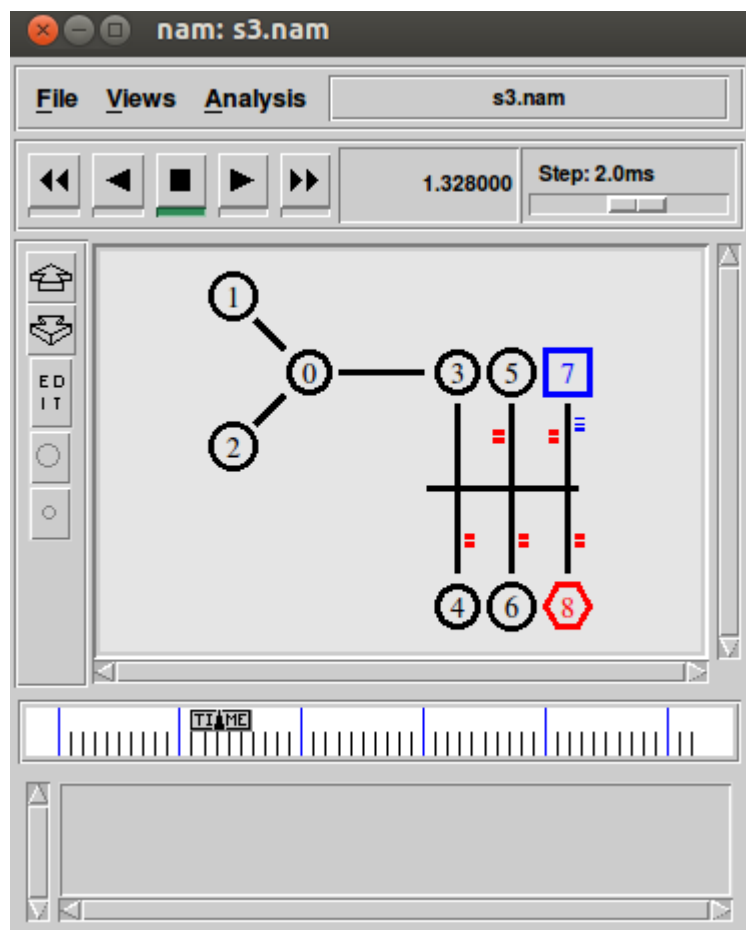 nam: s3.nam
File Views Analysis s3.nam
1.328000 Step: 2.0ms
ED
IT
1
0 3 5 7
2
4 6 8
TIME